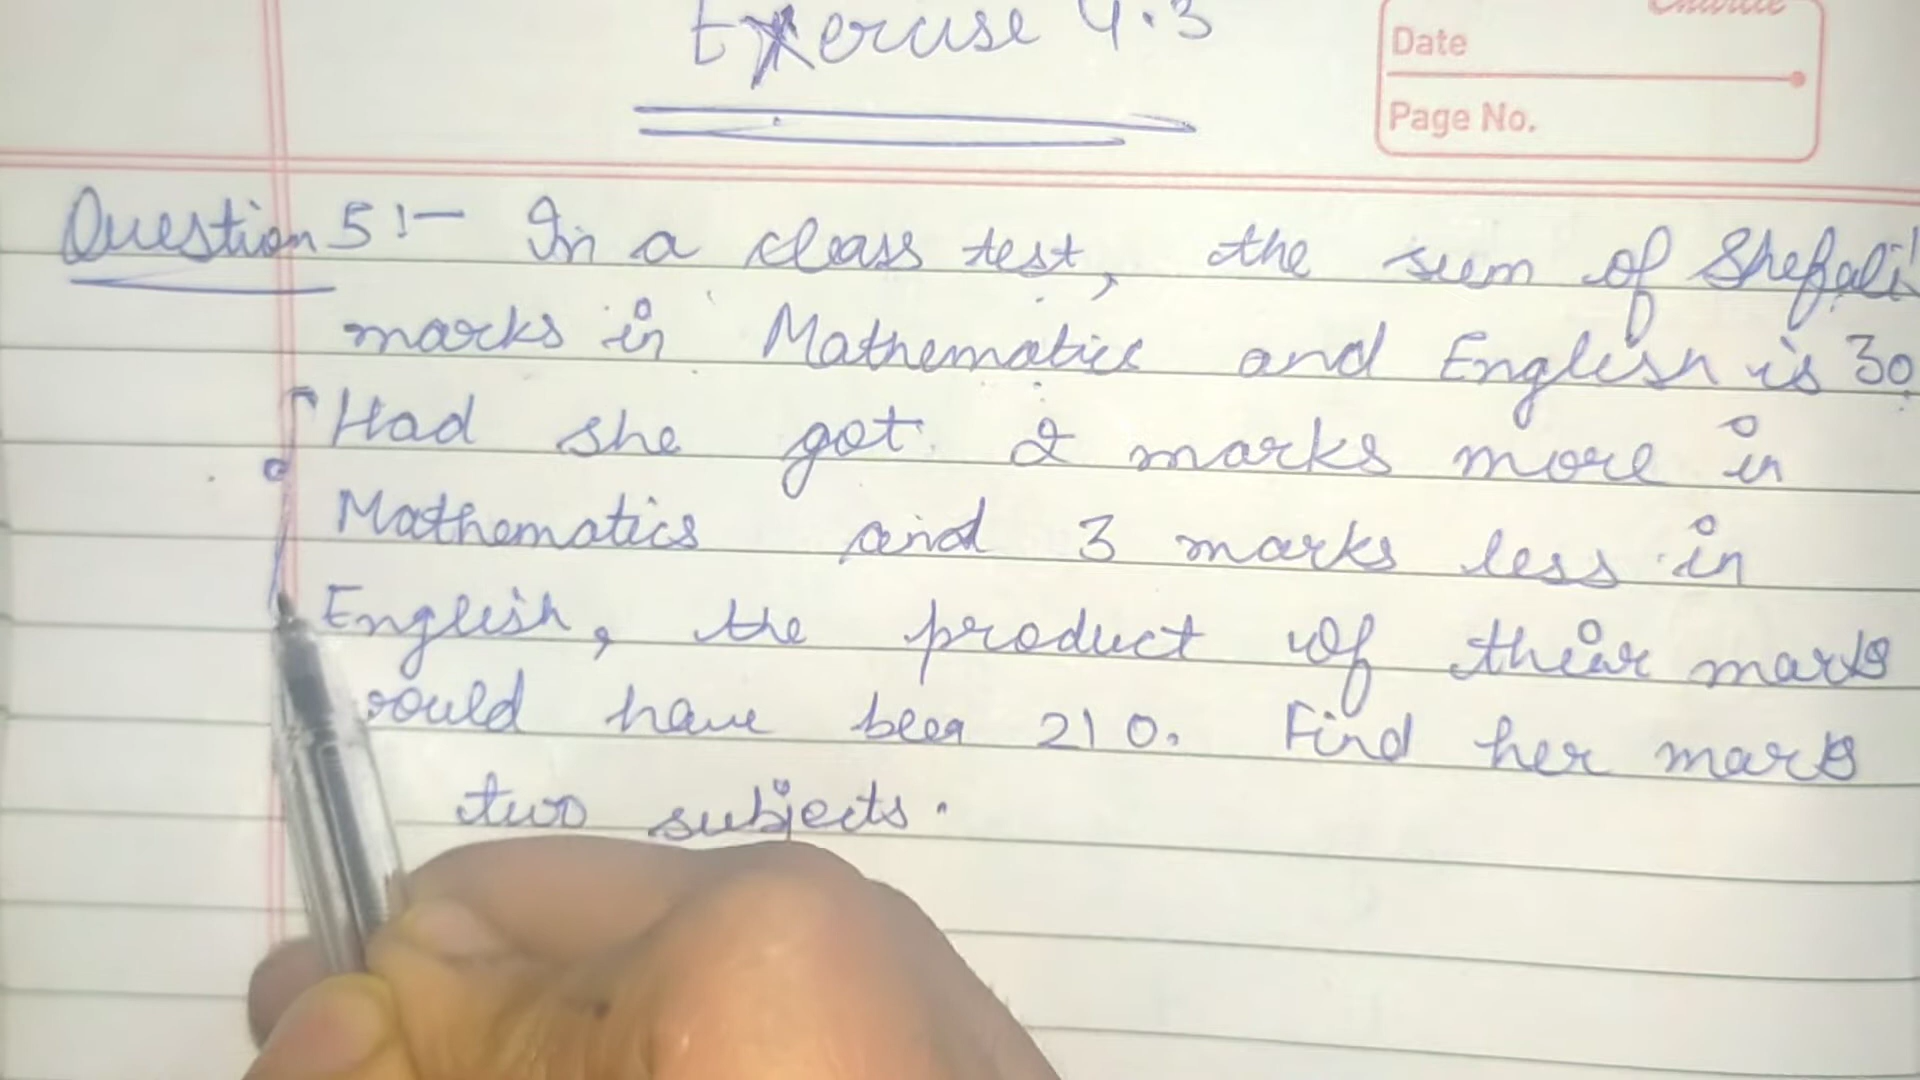 Exercise 4.3
Date
Page No.
Question 5:- In a class test, the sum of Shefali's
marks in Mathematics and English is 30
Had she got 2 marks more in
Mathematics and 3 marks less in
English, the product of their marks
would have been 210. Find her marks
two subjects.